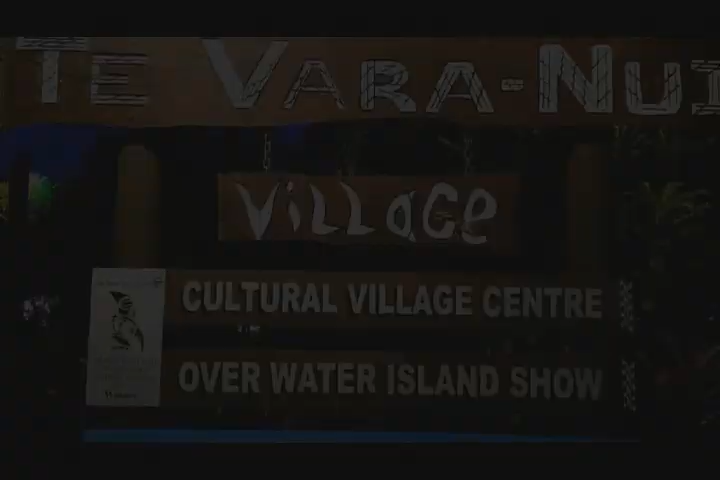 TE VARA-NUI
Village
CULTURAL VILLAGE CENTRE
OVER WATER ISLAND SHOW